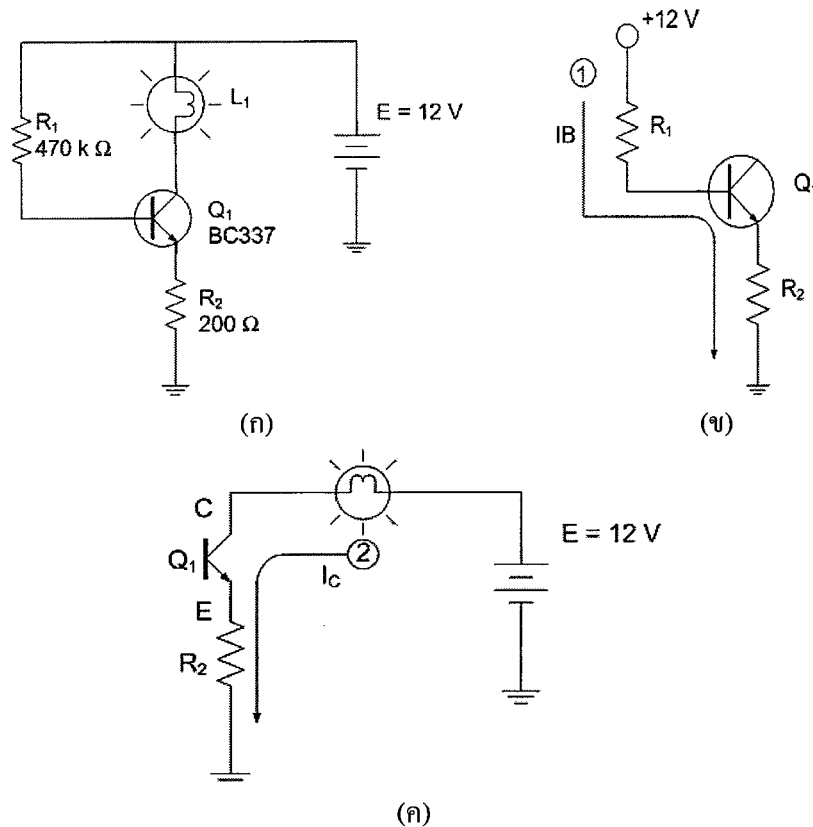 R₁
470 k Ω
L₁
E = 12 V
Q₁
BC337
R₂
200 Ω
(ก)
+12 V
1
IB
R₁
R₂
(ข)
C
Q₁
E
R₂
2
I_C
E = 12 V
(ค)